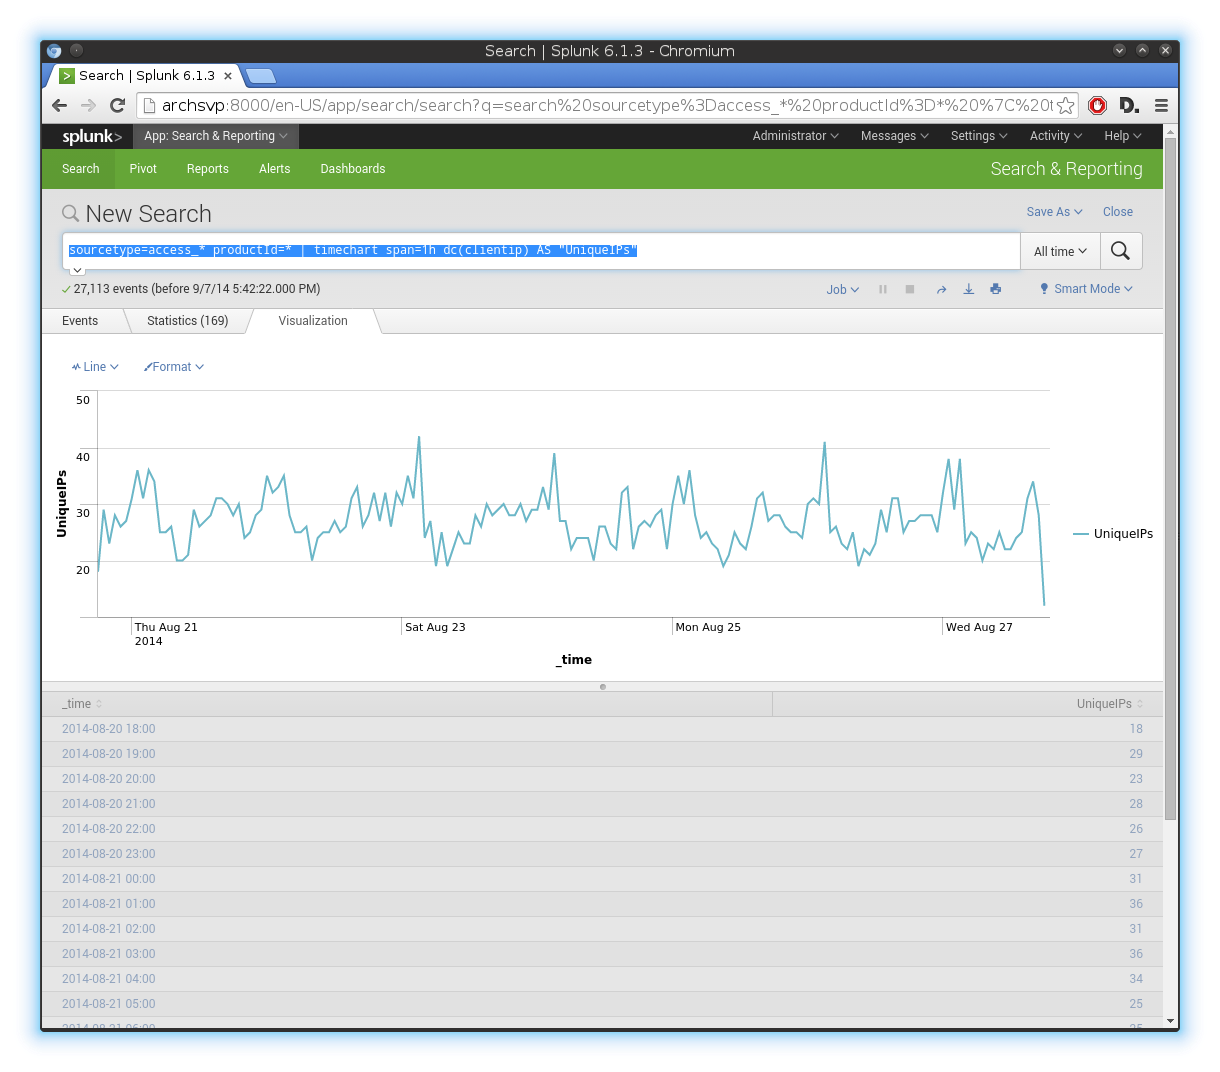 Search | Splunk 6.1.3 - Chromium
Search | Splunk 6.1.3 ×
archsvp:8000/en-US/app/search/search?q=search%20sourcetype%3Daccess_*%20productId%3D*%20%7C%20t
D.
splunk> App: Search & Reporting Administrator Messages Settings Activity Help
Search Pivot Reports Alerts Dashboards Search & Reporting
New Search Save As Close
sourcetype=access_* productId=* | timechart span=1h dc(clientip) AS "UniqueIPs" All time
27,113 events (before 9/7/14 5:42:22.000 PM) Job Smart Mode
Events Statistics (169) Visualization
Line Format
50
40
30
20
UniqueIPs
UniqueIPs
Thu Aug 21 Sat Aug 23 Mon Aug 25 Wed Aug 27
2014
_time
_time UniqueIPs
2014-08-20 18:00 18
2014-08-20 19:00 29
2014-08-20 20:00 23
2014-08-20 21:00 28
2014-08-20 22:00 26
2014-08-20 23:00 27
2014-08-21 00:00 31
2014-08-21 01:00 36
2014-08-21 02:00 31
2014-08-21 03:00 36
2014-08-21 04:00 34
2014-08-21 05:00 25